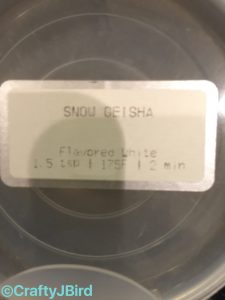 SNOW GEISHA
Flavored White
1.5 tsp | 175F | 2 min
©CraftyJBird